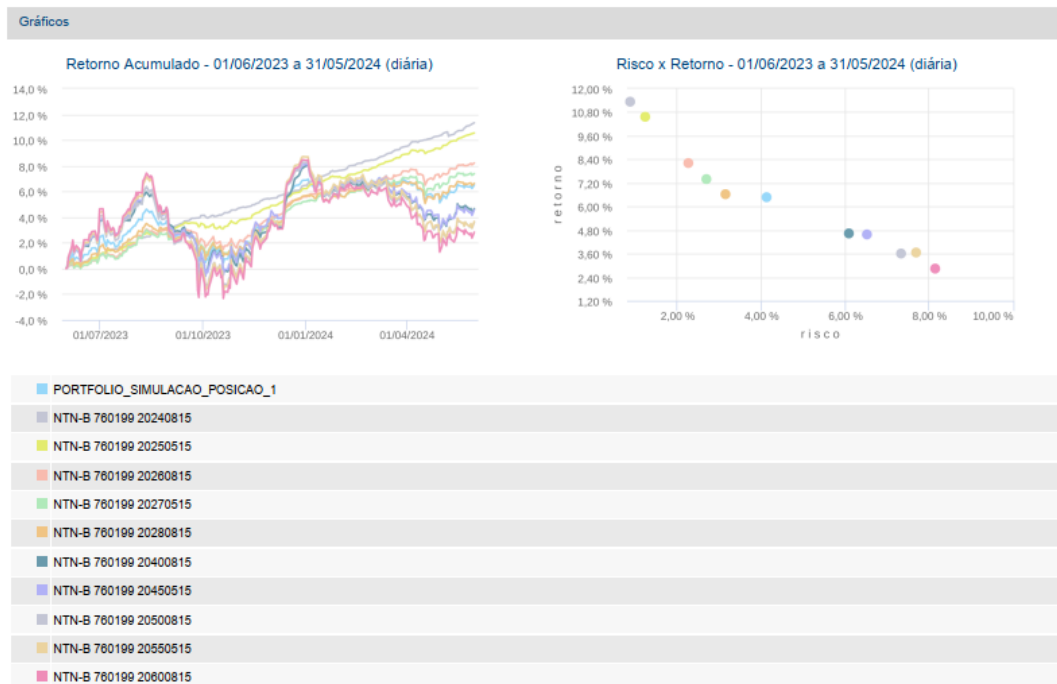 Gráficos
Retorno Acumulado - 01/06/2023 a 31/05/2024 (diária)
14,0 %
12,0 %
10,0 %
8,0 %
6,0 %
4,0 %
2,0 %
0,0 %
-2,0 %
-4,0 %
01/07/2023 01/10/2023 01/01/2024 01/04/2024
Risco x Retorno - 01/06/2023 a 31/05/2024 (diária)
12,00 %
10,80 %
9,60 %
8,40 %
7,20 %
6,00 %
4,80 %
3,60 %
2,40 %
1,20 %
retorno
2,00 % 4,00 % 6,00 % 8,00 % 10,00 %
risco
PORTFOLIO_SIMULACAO_POSICAO_1
NTN-B 760199 20240815
NTN-B 760199 20250515
NTN-B 760199 20260815
NTN-B 760199 20270515
NTN-B 760199 20280815
NTN-B 760199 20400815
NTN-B 760199 20450515
NTN-B 760199 20500815
NTN-B 760199 20550515
NTN-B 760199 20600815